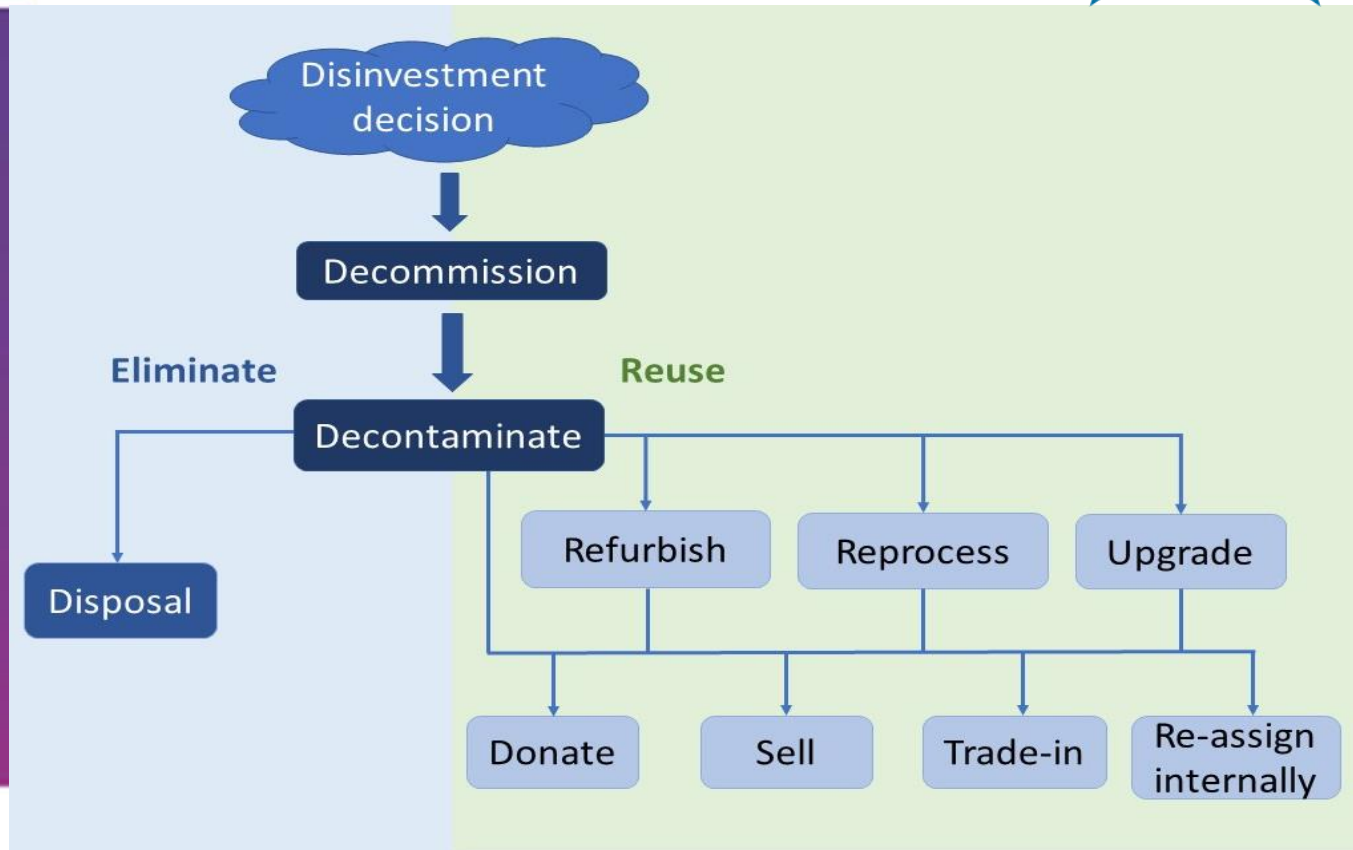 Disinvestment
decision
Decommission
Eliminate
Reuse
Decontaminate
Refurbish
Reprocess
Upgrade
Disposal
Donate
Sell
Trade-in
Re-assign
internally